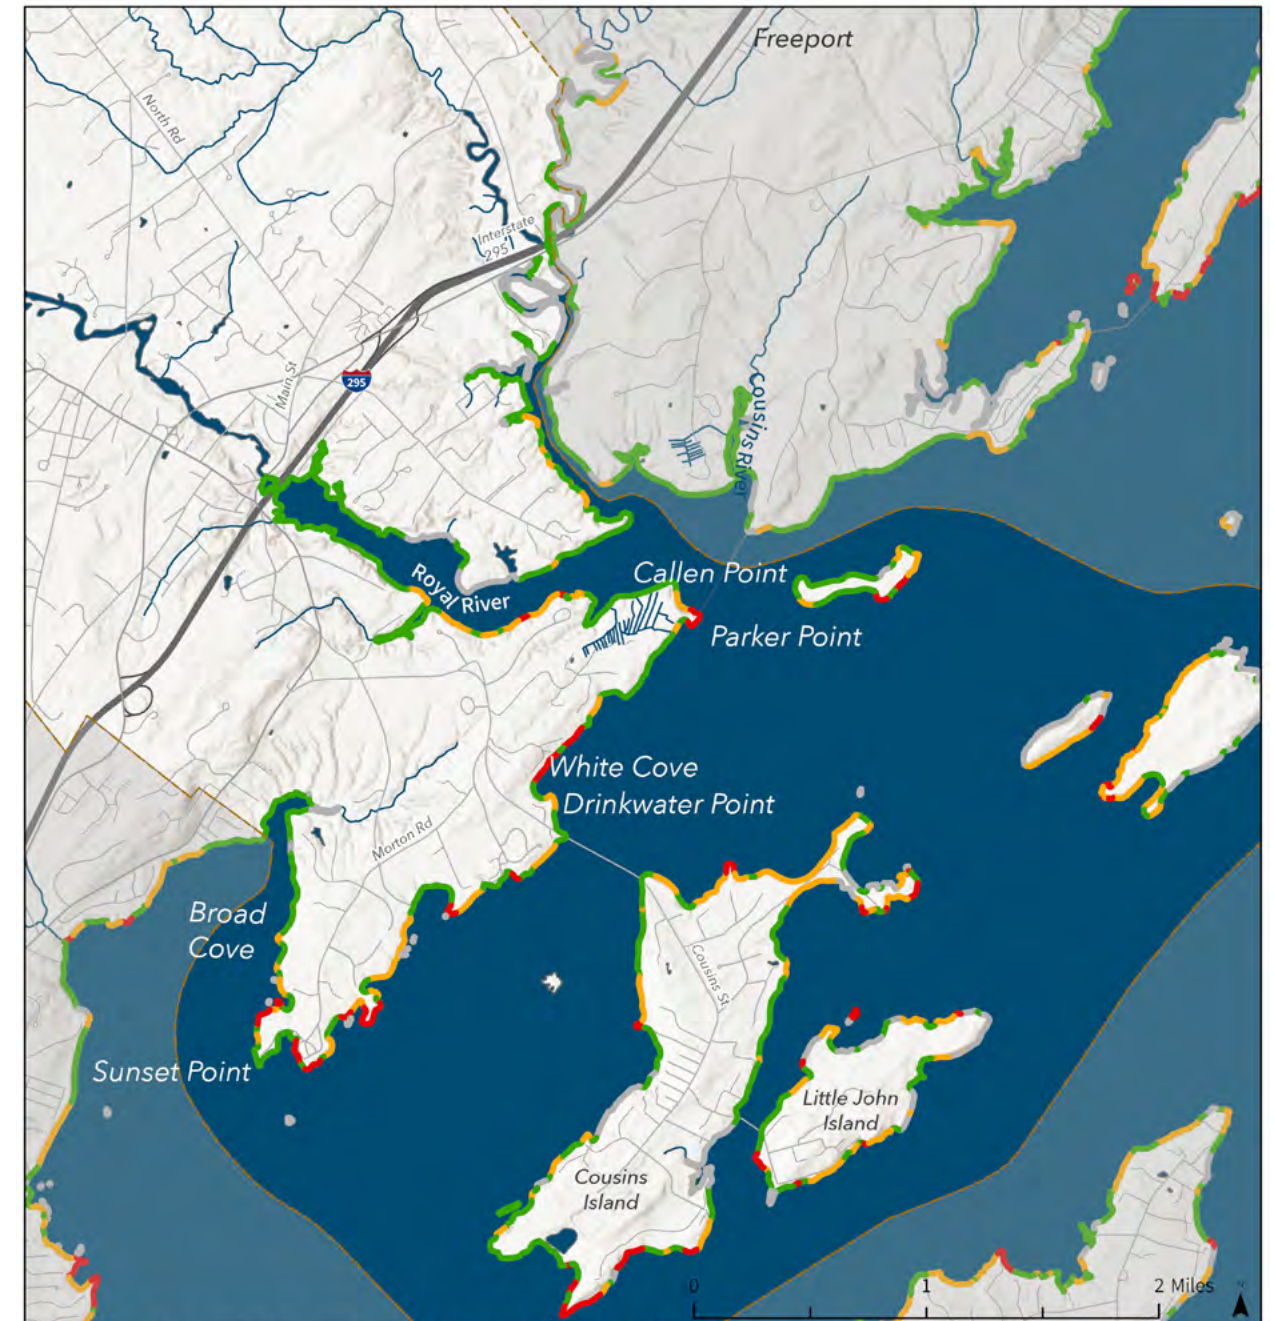 Freeport
North Rd
Interstate
295
Main St
295
Cousins River
Royal River
Callen Point
Parker Point
White Cove
Drinkwater Point
Morton Rd
Broad
Cove
Cousins St
Sunset Point
Little John
Island
Cousins
Island
0 1 2 Miles